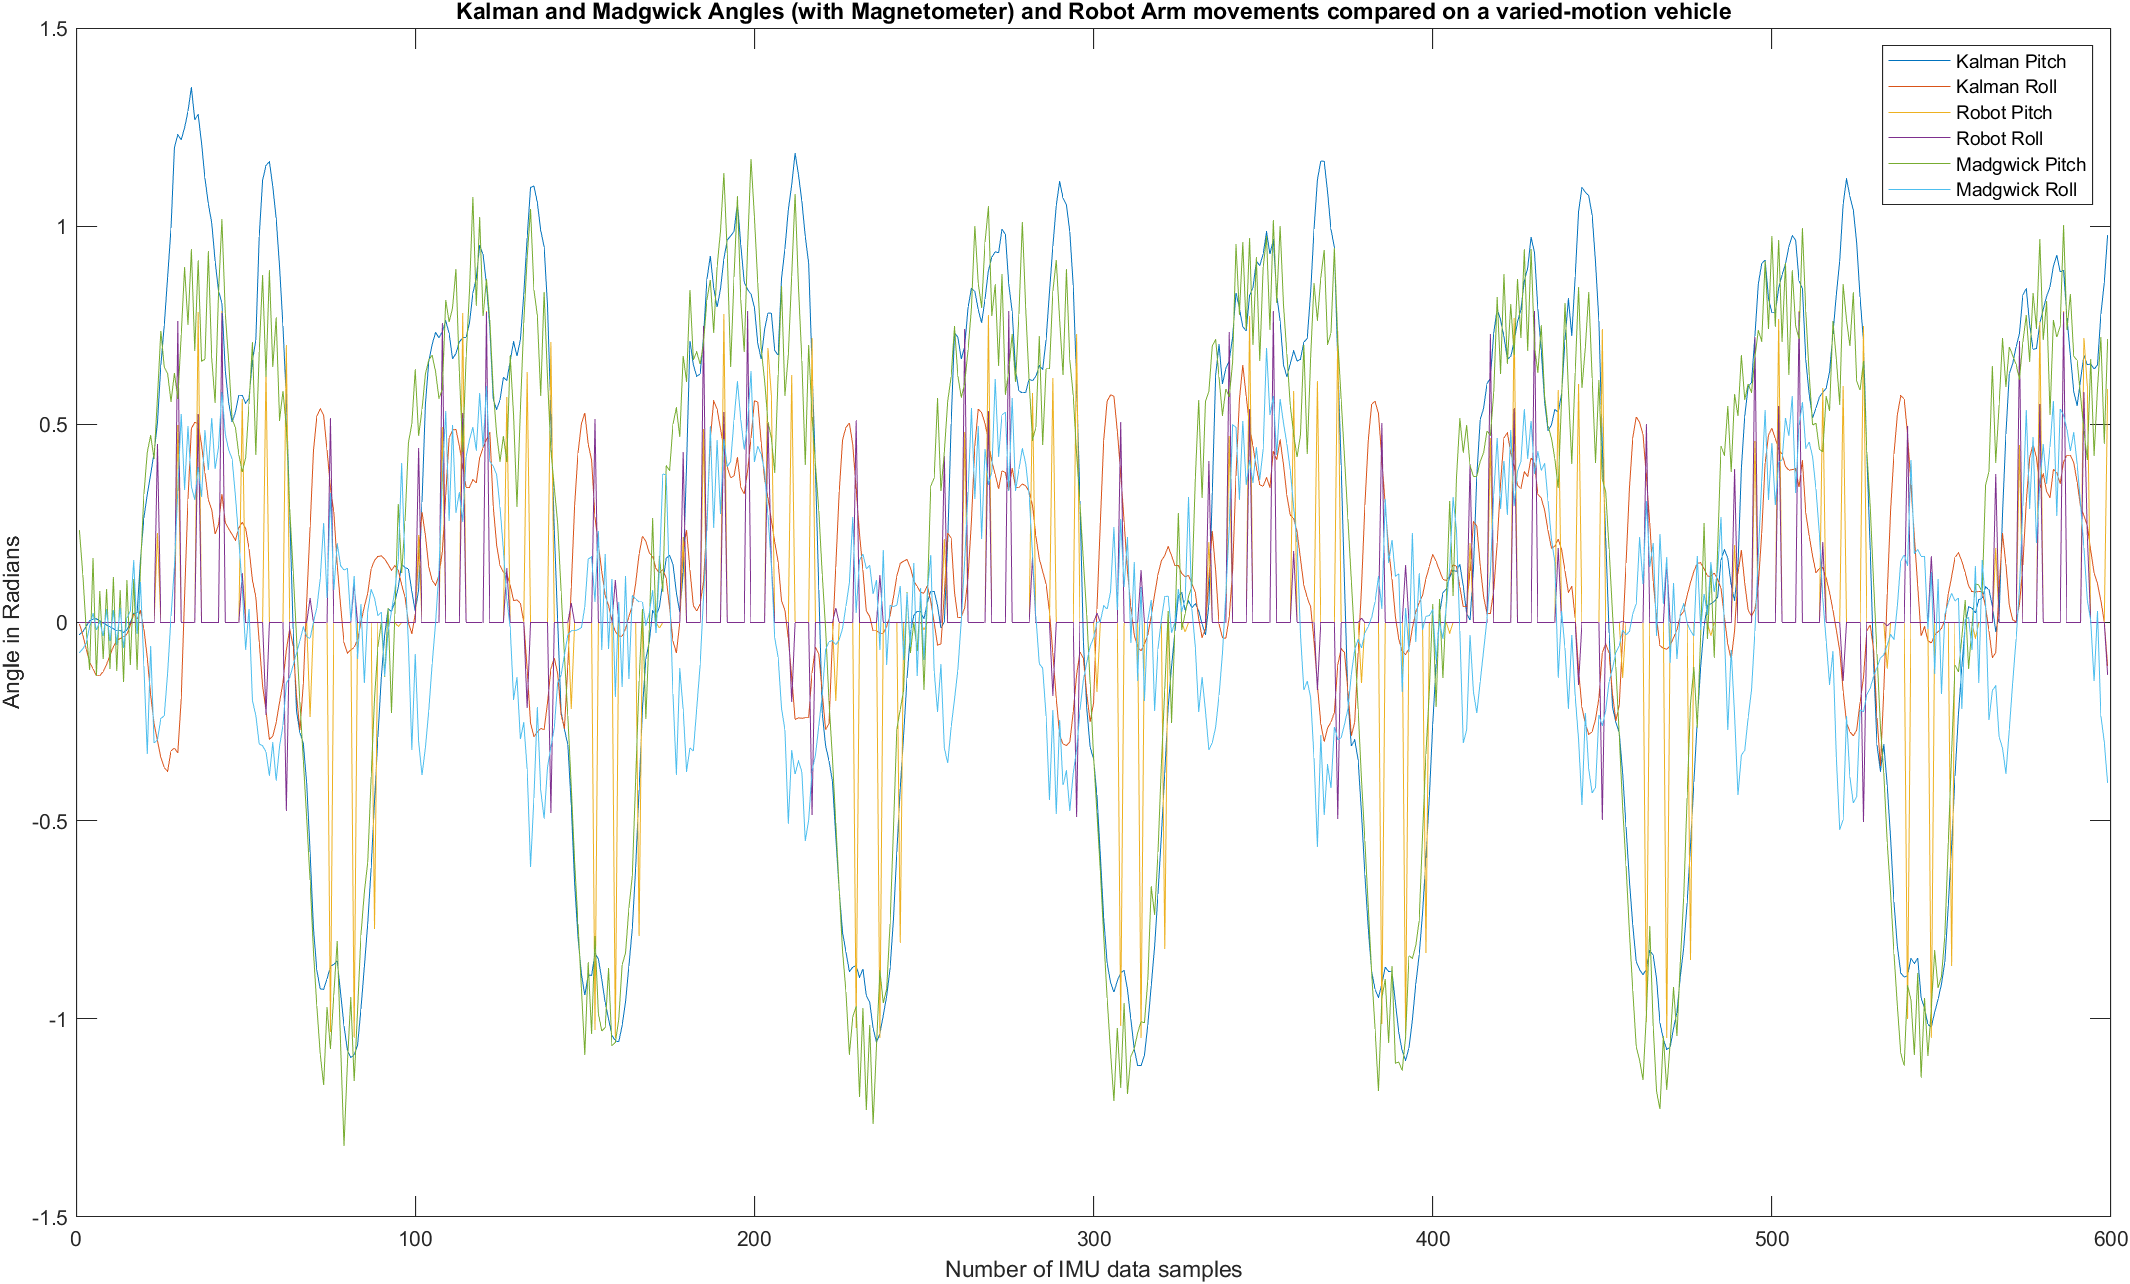 Kalman and Madgwick Angles (with Magnetometer) and Robot Arm movements compared on a varied-motion vehicle
1.5
1
0.5
0
-0.5
-1
-1.5
Angle in Radians
Kalman Pitch
Kalman Roll
Robot Pitch
Robot Roll
Madgwick Pitch
Madgwick Roll
0 100 200 300 400 500 600
Number of IMU data samples